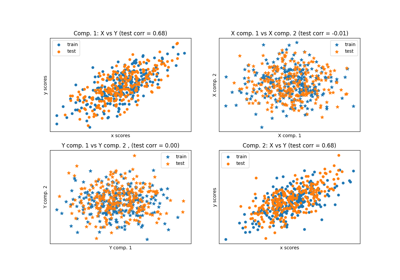 Comp. 1: X vs Y (test corr = 0.68)
train
test
y scores
x scores
X comp. 1 vs X comp. 2 (test corr = -0.01)
train
test
X comp. 2
X comp. 1
Y comp. 1 vs Y comp. 2 , (test corr = 0.00)
train
test
Y comp. 2
Y comp. 1
Comp. 2: X vs Y (test corr = 0.68)
train
test
y scores
x scores